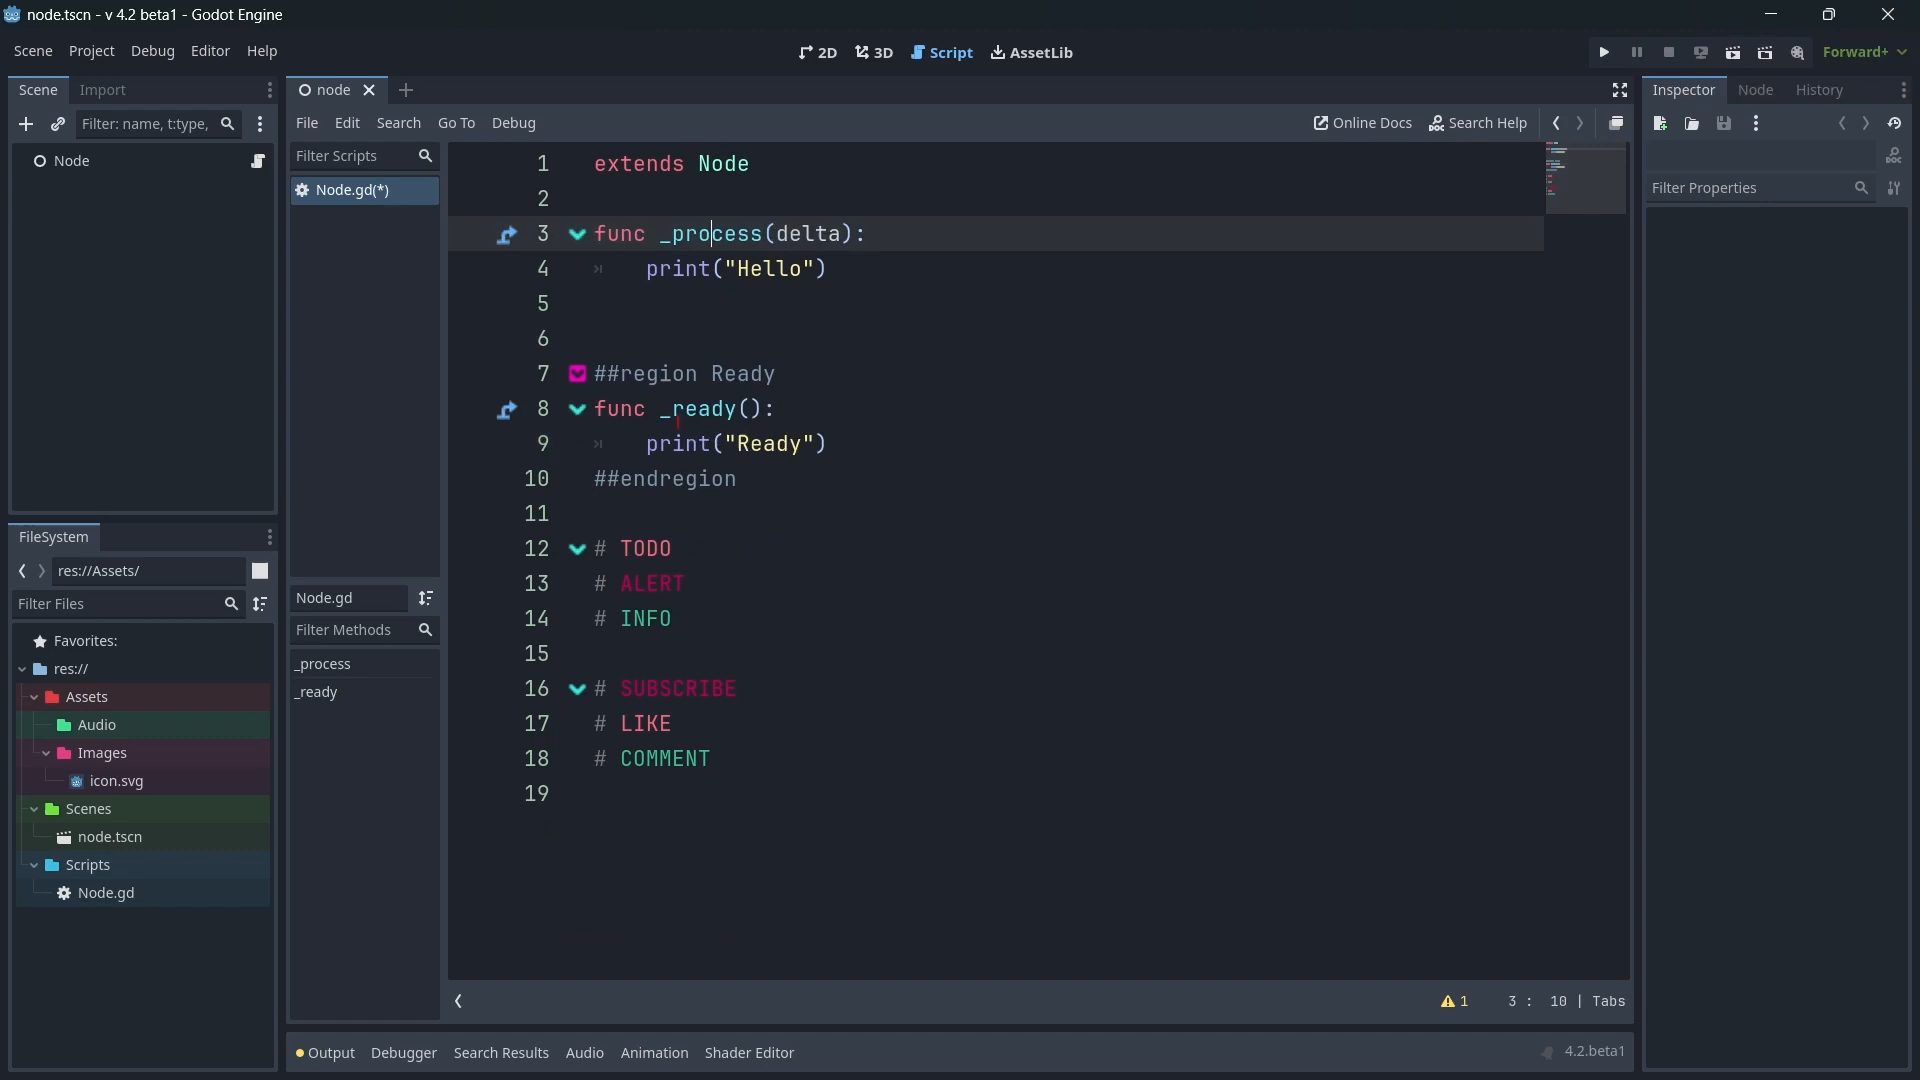 node.tscn - v 4.2 beta1 - Godot Engine
Scene Project Debug Editor Help
2D 3D Script AssetLib
Forward+
Scene Import
Filter: name, t:type,
Node
node
File Edit Search Go To Debug
Online Docs Search Help
Filter Scripts
Node.gd(*)
1 extends Node
2
3 func _process(delta):
4 print("Hello")
5
6
7 ##region Ready
8 func _ready():
9 print("Ready")
10 ##endregion
11
12 # TODO
13 # ALERT
14 # INFO
15
16 # SUBSCRIBE
17 # LIKE
18 # COMMENT
19
Node.gd
Filter Methods
_process
_ready
1 3 : 10 | Tabs
Output Debugger Search Results Audio Animation Shader Editor
4.2.beta1
FileSystem
res://Assets/
Filter Files
Favorites:
res://
Assets
Audio
Images
icon.svg
Scenes
node.tscn
Scripts
Node.gd
Inspector Node History
DOC
Filter Properties